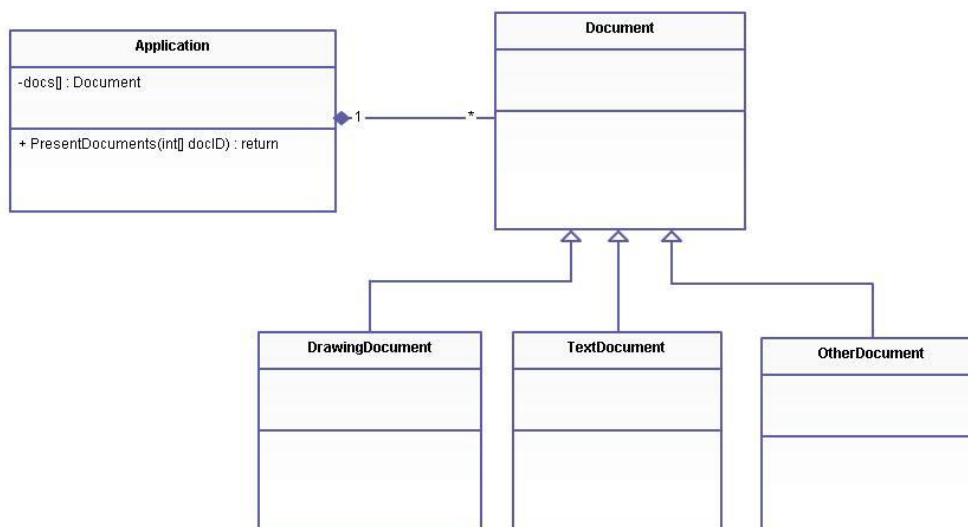 Application
-docs[] : Document
+ PresentDocuments(int[] docID) : return
1
*
Document
DrawingDocument
TextDocument
OtherDocument